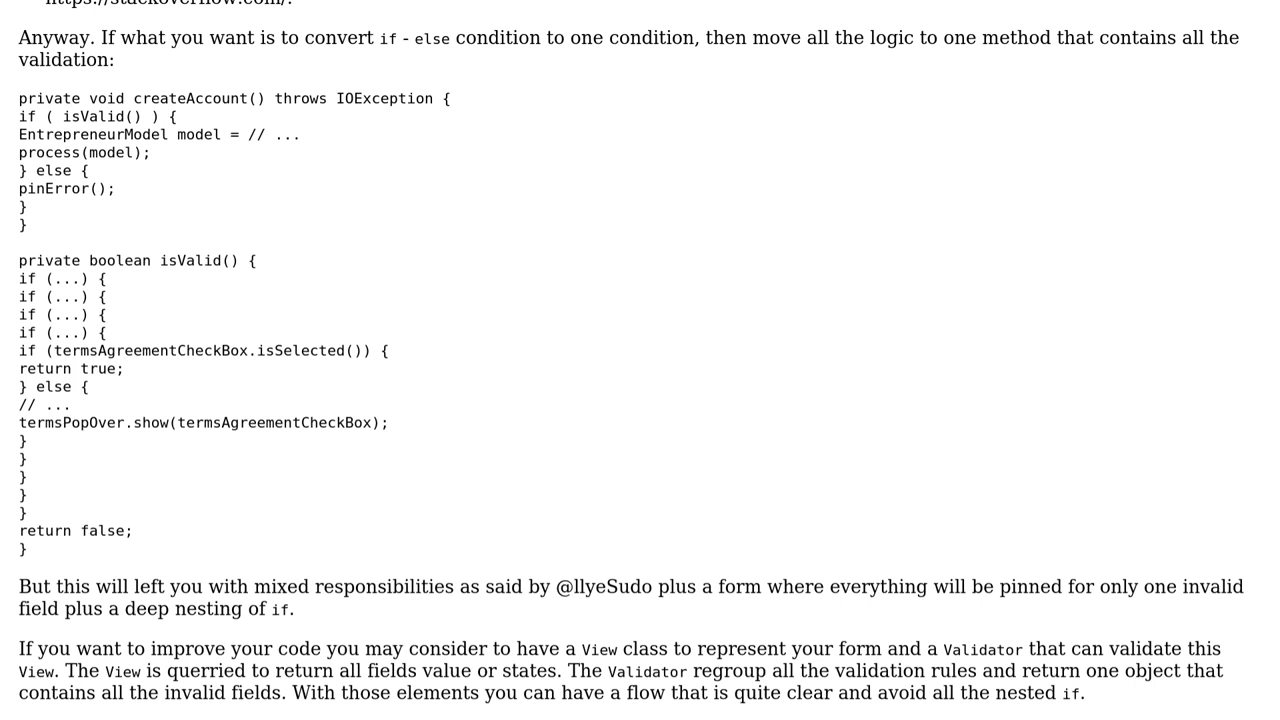 https://stackoverflow.com/.
Anyway. If what you want is to convert if - else condition to one condition, then move all the logic to one method that contains all the
validation:
private void createAccount() throws IOException {
if ( isValid() ) {
EntrepreneurModel model = // ...
process(model);
} else {
pinError();
}
}
private boolean isValid() {
if (...) {
if (...) {
if (...) {
if (...) {
if (termsAgreementCheckBox.isSelected()) {
return true;
} else {
// ...
termsPopOver.show(termsAgreementCheckBox);
}
}
}
}
}
return false;
}
But this will left you with mixed responsibilities as said by @llyeSudo plus a form where everything will be pinned for only one invalid
field plus a deep nesting of if.
If you want to improve your code you may consider to have a View class to represent your form and a Validator that can validate this
View. The View is querried to return all fields value or states. The Validator regroup all the validation rules and return one object that
contains all the invalid fields. With those elements you can have a flow that is quite clear and avoid all the nested if.